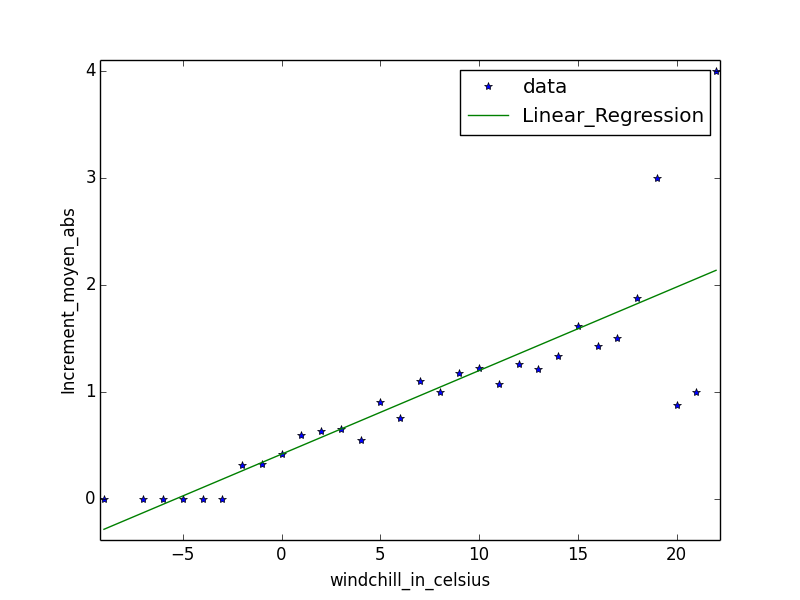 data
Linear_Regression
4
3
2
1
0
Increment_moyen_abs
−5 0 5 10 15 20
windchill_in_celsius